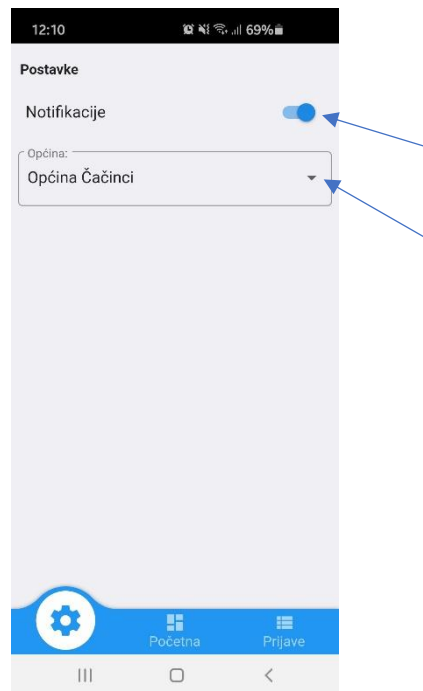 12:10 69%
Postavke
Notifikacije
Općina:
Općina Čačinci
Početna Prijave